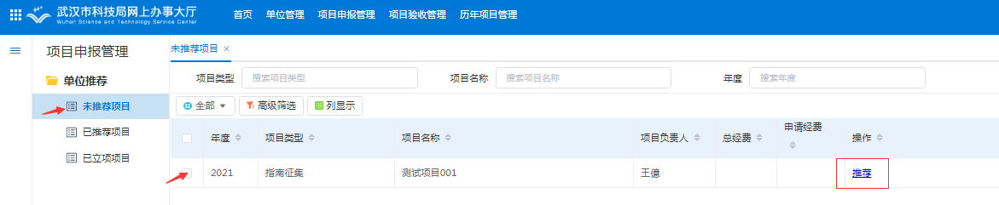 武汉市科技局网上办事大厅
Wuhan Science and Technology Service Center
首页 单位管理 项目申报管理 项目验收管理 历年项目管理
项目申报管理
单位推荐
未推荐项目
已推荐项目
已立项项目
未推荐项目 ×
项目类型 搜索项目类型 项目名称 搜索项目名称 年度 搜索年度
全部 高级筛选 列显示
年度 项目类型 项目名称 项目负责人 总经费 申请经费 操作
2021 指南征集 测试项目001 王億 推荐